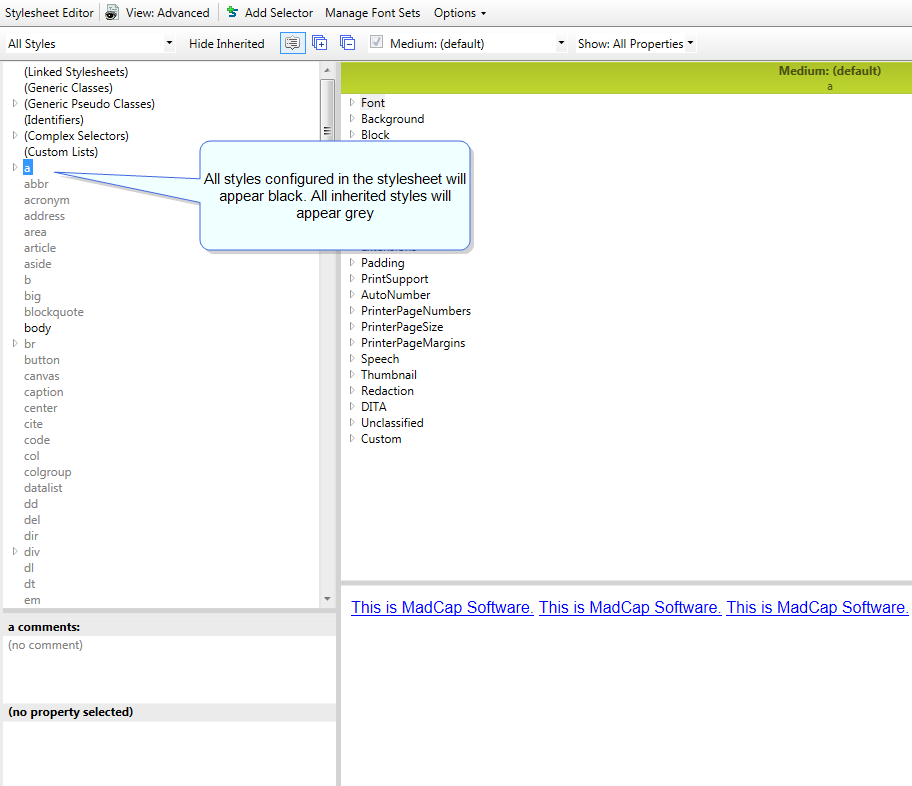 Stylesheet Editor View: Advanced Add Selector Manage Font Sets Options
All Styles Hide Inherited Medium: (default) Show: All Properties
(Linked Stylesheets)
(Generic Classes)
(Generic Pseudo Classes)
(Identifiers)
(Complex Selectors)
(Custom Lists)
a
abbr
acronym
address
area
article
aside
b
big
blockquote
body
br
button
canvas
caption
center
cite
code
col
colgroup
datalist
dd
del
dir
div
dl
dt
em
All styles configured in the stylesheet will
appear black. All inherited styles will
appear grey
Medium: (default)
a
Font
Background
Block
Padding
PrintSupport
AutoNumber
PrinterPageNumbers
PrinterPageSize
PrinterPageMargins
Speech
Thumbnail
Redaction
DITA
Unclassified
Custom
a comments:
(no comment)
(no property selected)
This is MadCap Software. This is MadCap Software. This is MadCap Software.